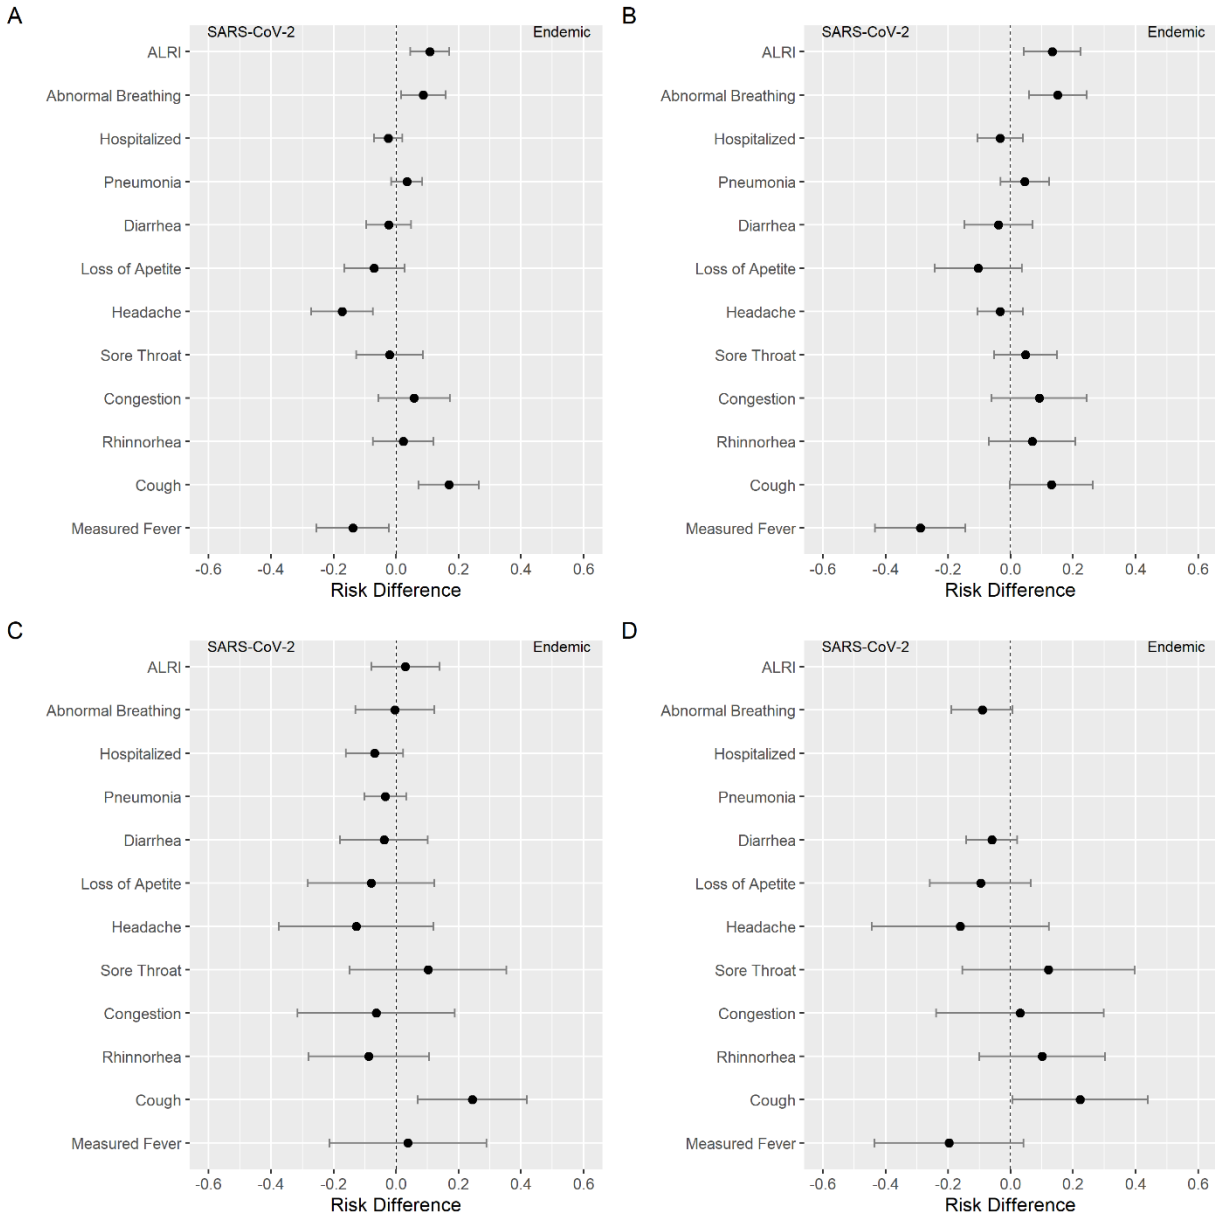 A
SARS-CoV-2 Endemic
ALRI
Abnormal Breathing
Hospitalized
Pneumonia
Diarrhea
Loss of Apetite
Headache
Sore Throat
Congestion
Rhinnorhea
Cough
Measured Fever
-0.6 -0.4 -0.2 0.0 0.2 0.4 0.6
Risk Difference
B
SARS-CoV-2 Endemic
ALRI
Abnormal Breathing
Hospitalized
Pneumonia
Diarrhea
Loss of Apetite
Headache
Sore Throat
Congestion
Rhinnorhea
Cough
Measured Fever
-0.6 -0.4 -0.2 0.0 0.2 0.4 0.6
Risk Difference
C
SARS-CoV-2 Endemic
ALRI
Abnormal Breathing
Hospitalized
Pneumonia
Diarrhea
Loss of Apetite
Headache
Sore Throat
Congestion
Rhinnorhea
Cough
Measured Fever
-0.6 -0.4 -0.2 0.0 0.2 0.4 0.6
Risk Difference
D
SARS-CoV-2 Endemic
ALRI
Abnormal Breathing
Hospitalized
Pneumonia
Diarrhea
Loss of Apetite
Headache
Sore Throat
Congestion
Rhinnorhea
Cough
Measured Fever
-0.6 -0.4 -0.2 0.0 0.2 0.4 0.6
Risk Difference